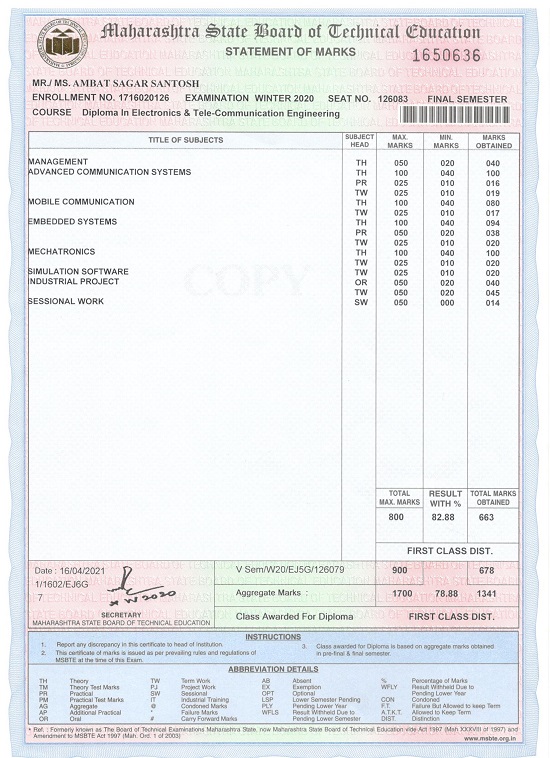 Maharashtra State Board of Technical Education
STATEMENT OF MARKS
1650636
MR./ MS. AMBAT SAGAR SANTOSH
ENROLLMENT NO. 1716020126 EXAMINATION WINTER 2020 SEAT NO. 126083 FINAL SEMESTER
COURSE Diploma In Electronics & Tele-Communication Engineering
TITLE OF SUBJECTS SUBJECT HEAD MAX. MARKS MIN. MARKS MARKS OBTAINED
MANAGEMENT TH 050 020 040
ADVANCED COMMUNICATION SYSTEMS TH 100 040 100
PR 025 010 016
TW 025 010 019
MOBILE COMMUNICATION TH 100 040 080
TW 025 010 017
EMBEDDED SYSTEMS TH 100 040 094
PR 050 020 038
TW 025 010 020
MECHATRONICS TH 100 040 100
TW 025 010 020
SIMULATION SOFTWARE TW 025 010 020
INDUSTRIAL PROJECT OR 050 020 040
TW 050 020 045
SESSIONAL WORK SW 050 000 014
COPY
TOTAL MAX. MARKS RESULT WITH % TOTAL MARKS OBTAINED
800 82.88 663
FIRST CLASS DIST.
Date : 16/04/2021 V Sem/W20/EJ5G/126079 900 678
1/1602/EJ6G
7
Aggregate Marks : 1700 78.88 1341
W 2020
SECRETARY
MAHARASHTRA STATE BOARD OF TECHNICAL EDUCATION
Class Awarded For Diploma FIRST CLASS DIST.
INSTRUCTIONS
1. Report any discrepancy in this certificate to head of institution.
2. This certificate of marks is issued as per prevailing rules and regulations of MSBTE at the time of this Exam.
3. Class awarded for Diploma is based on aggregate marks obtained in pre-final & final semester.
ABBREVIATION DETAILS
TH Theory TW Term Work AB Absent % Percentage of Marks
TM Theory Test Marks PJ Project Work EX Exemption WFLY Result Withheld Due to
PR Practical SW Sessional OPT Optional Pending Lower Year
PM Practical Test Marks IT Industrial Training LSP Lower Semester Pending CON Condoned
AG Aggregate @ Condoned Marks PLY Pending Lower Year F.T. Failure But Allowed to keep Term
AP Additional Practical * Failure Marks WFLS Result Withheld Due to A.T.K.T. Allowed to Keep Term
OR Oral # Carry Forward Marks Pending Lower Semester DIST. Distinction
* Ref. : Formerly known as The Board of Technical Examinations Maharashtra State, now Maharashtra State Board of Technical Education vide Act 1997 (Mah XXXVIII of 1997) and
Amendment to MSBTE Act 1997 (Mah. Ord. 1 of 2003)
www.msbte.org.in